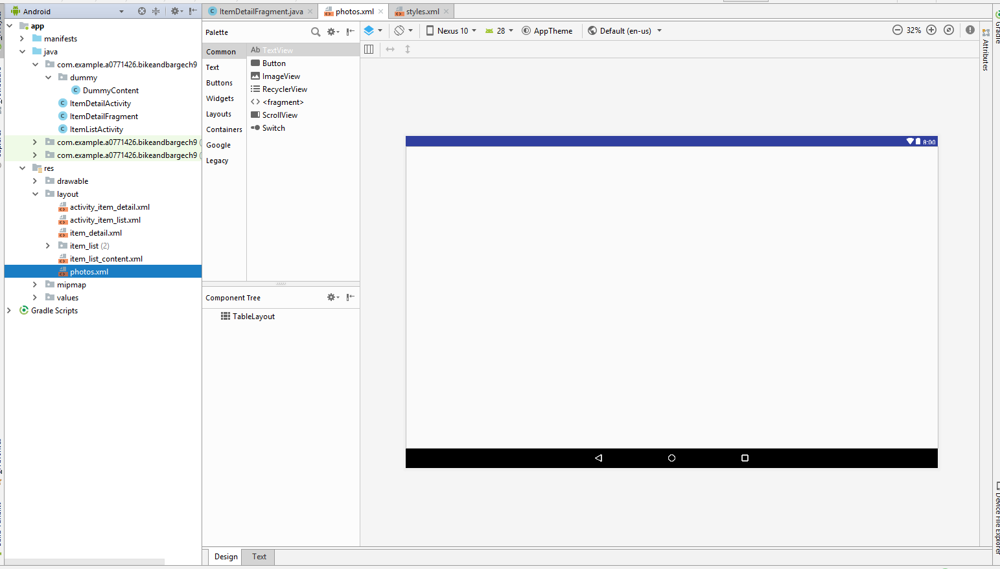 Android
app
manifests
java
com.example.a0771426.bikeandbargech9
dummy
DummyContent
ItemDetailActivity
ItemDetailFragment
ItemListActivity
com.example.a0771426.bikeandbargech9 (
com.example.a0771426.bikeandbargech9 (
res
drawable
layout
activity_item_detail.xml
activity_item_list.xml
item_detail.xml
item_list (2)
item_list_content.xml
photos.xml
mipmap
values
Gradle Scripts
ItemDetailFragment.java
photos.xml
styles.xml
Palette
Common
Text
Buttons
Widgets
Layouts
Containers
Google
Legacy
Ab TextView
Button
ImageView
RecyclerView
<fragment>
ScrollView
Switch
Component Tree
TableLayout
Nexus 10
28
AppTheme
Default (en-us)
32%
8:00
Design
Text
Gradle
Attributes
Device File Explorer